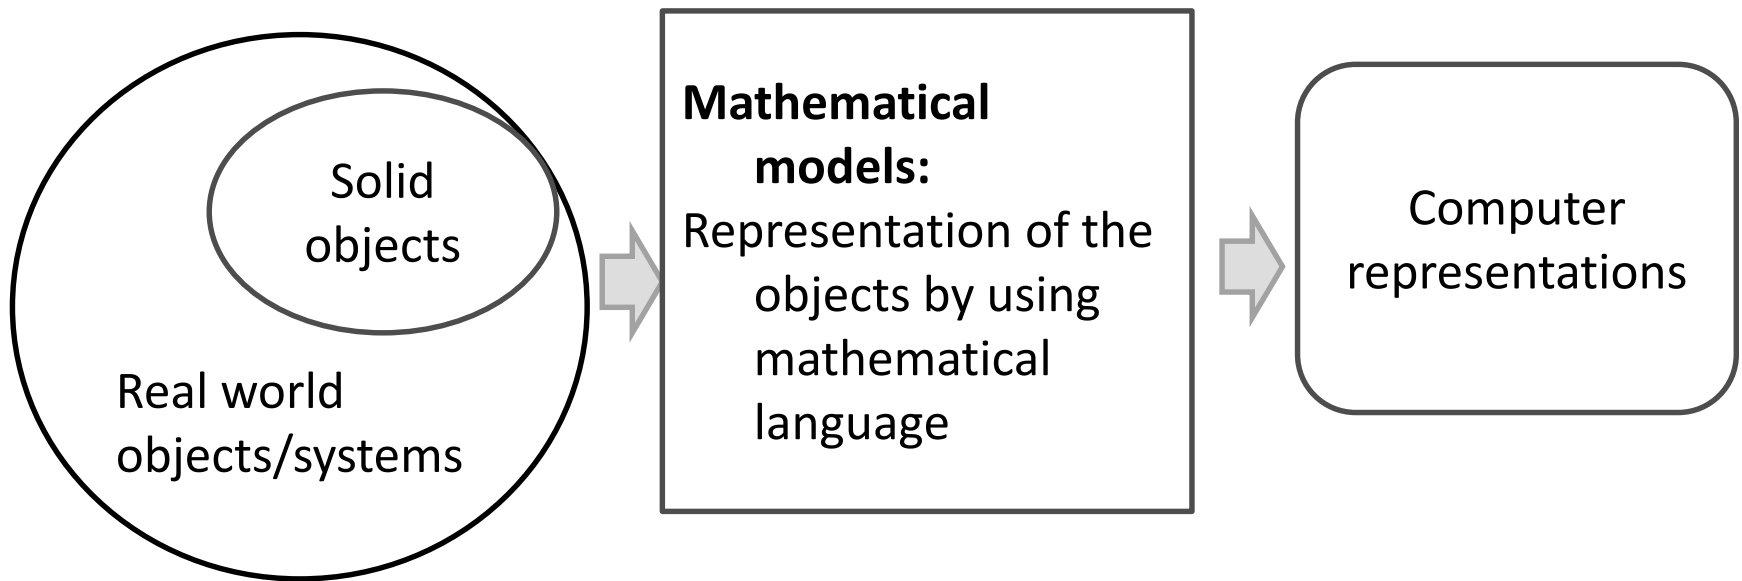 Solid
objects
Real world
objects/systems
Mathematical
models:
Representation of the
objects by using
mathematical
language
Computer
representations